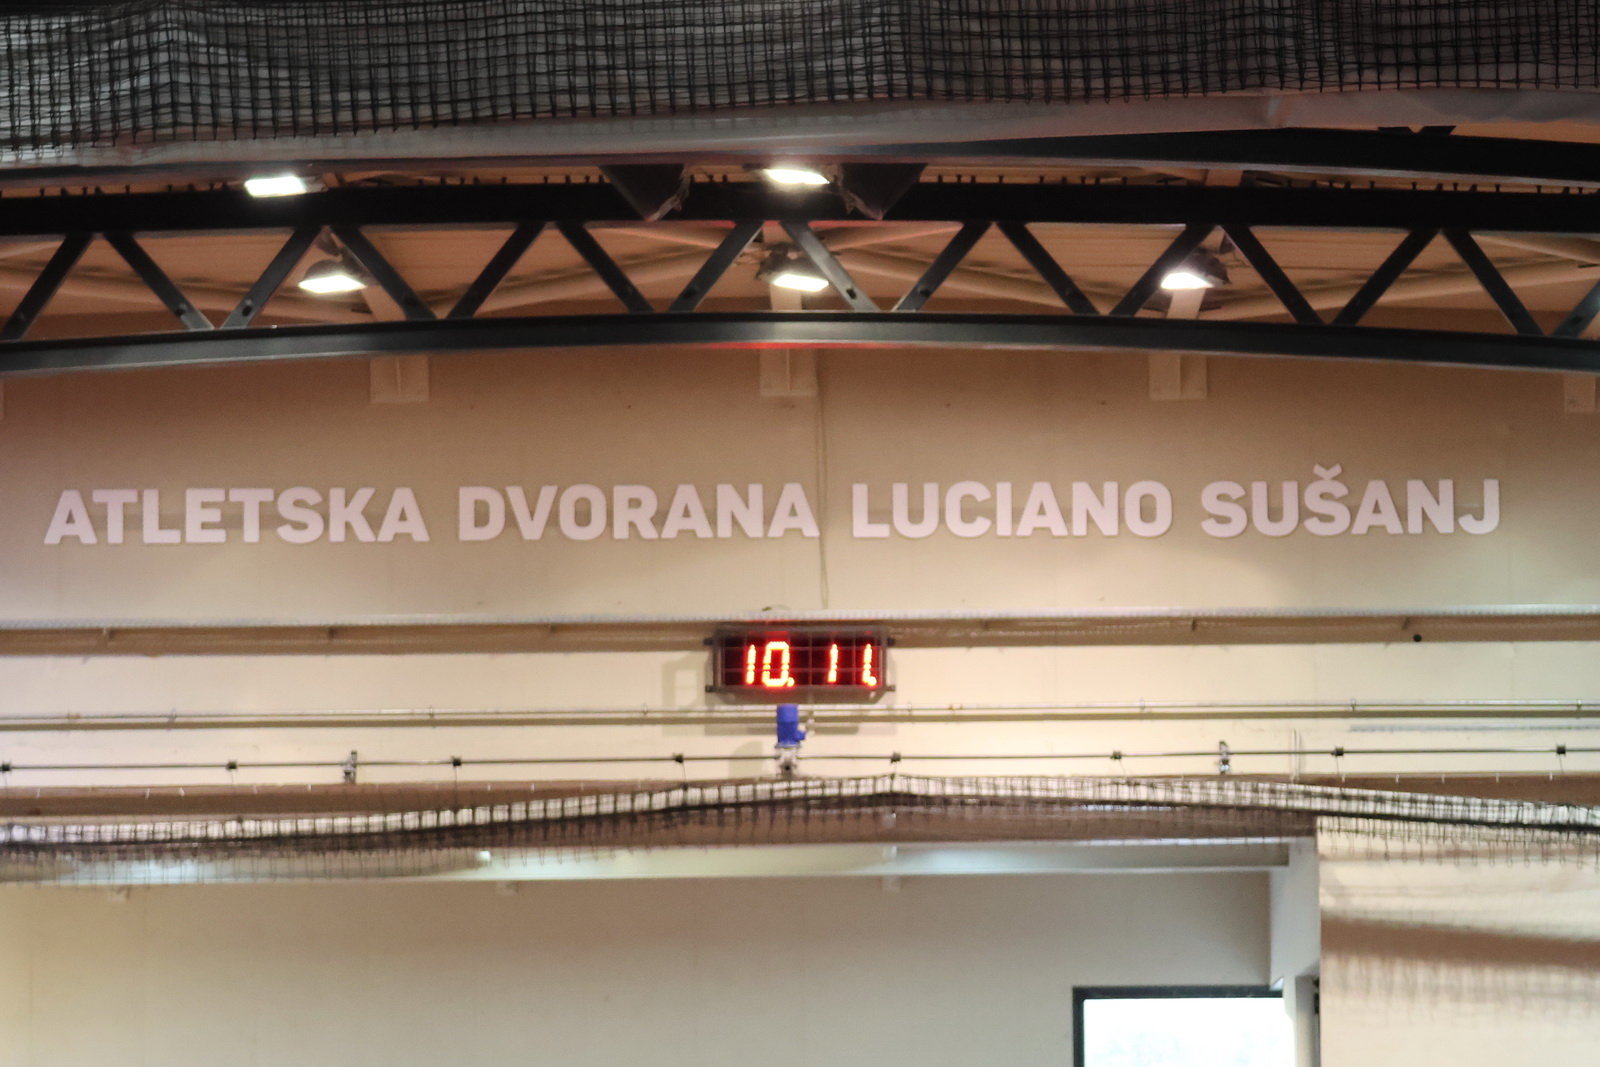 ATLETSKA DVORANA LUCIANO SUŠANJ
10. 11.